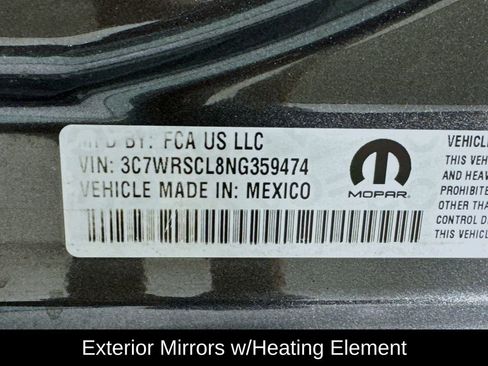 MFD BY: FCA US LLC
VIN: 3C7WRSCL8NG359474
VEHICLE MADE IN: MEXICO
MOPAR
VEHICLE
THIS VEH
AND HEAV
PROHIBITE
OTHER THA
CONTROL D
THIS VEHIC
Exterior Mirrors w/Heating Element